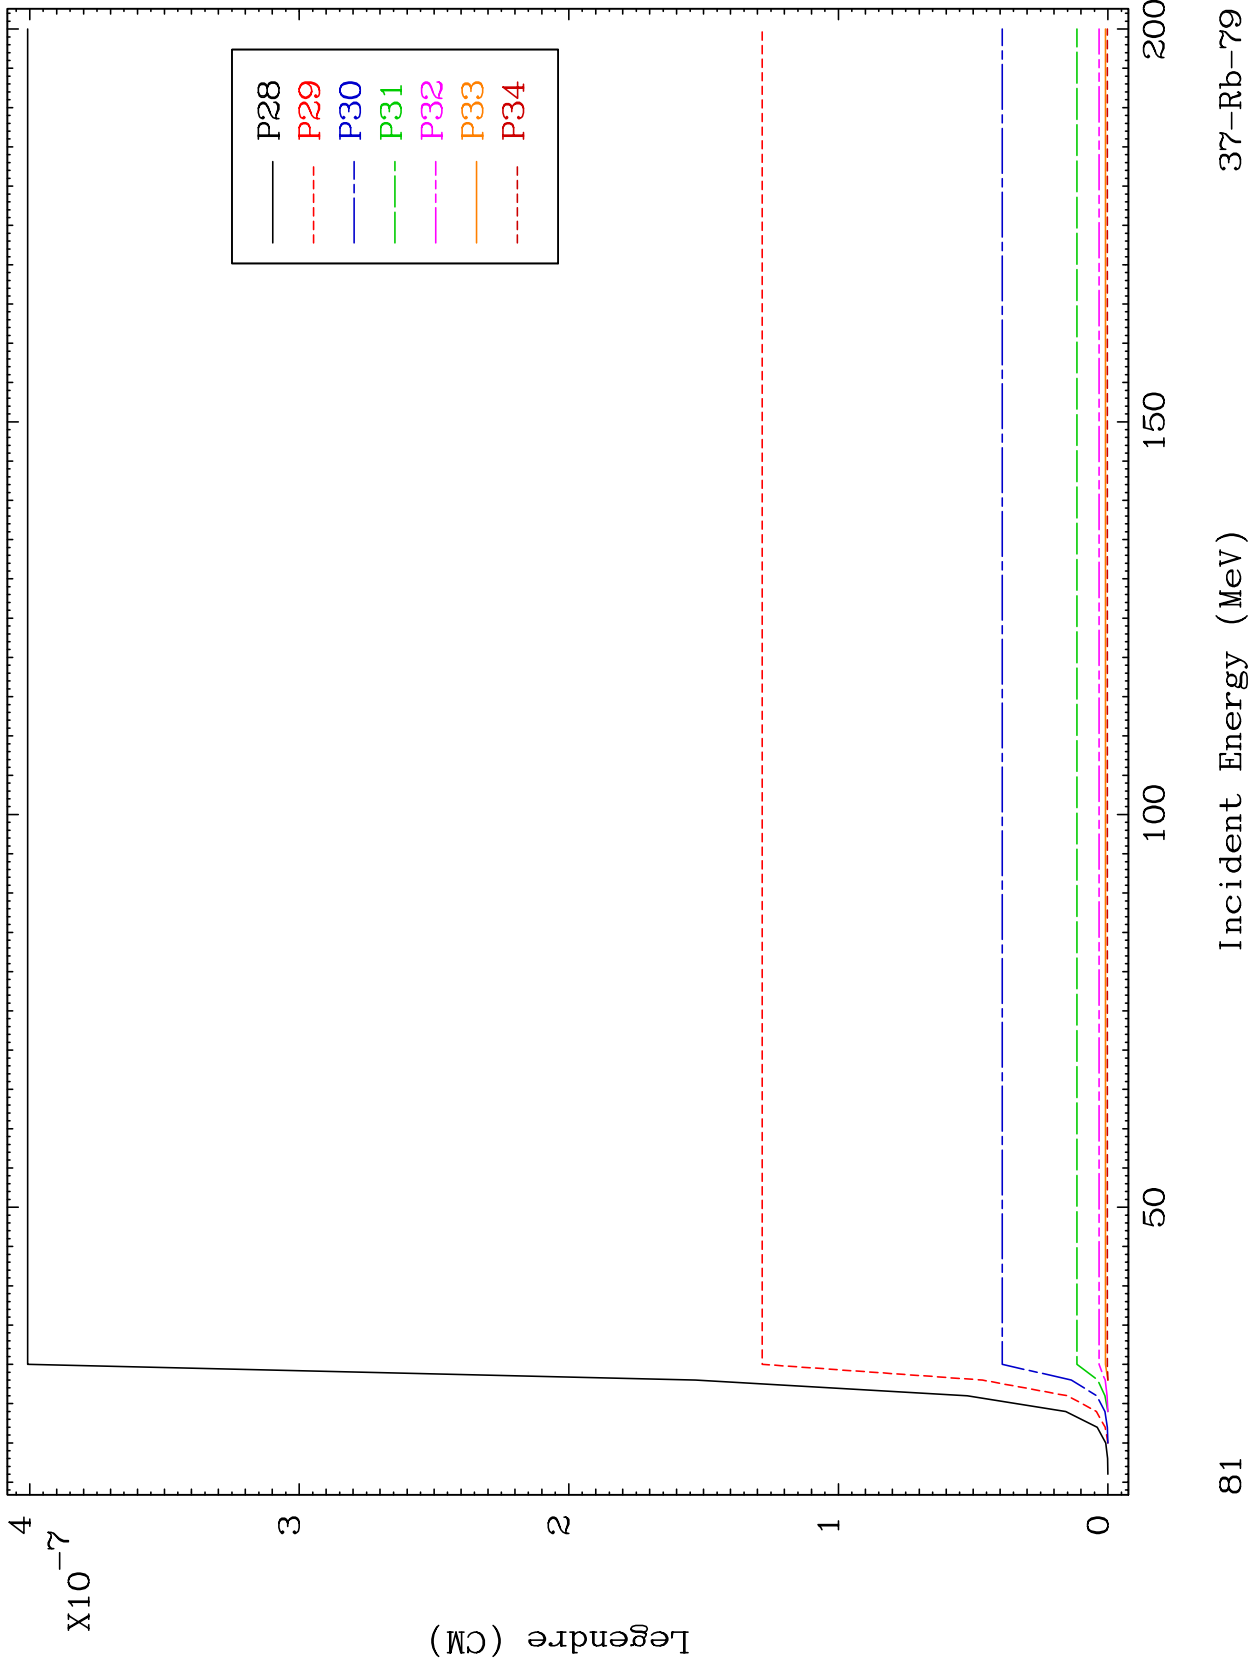 4
X10-7
3
2
1
0
Legendre (CM)
P28
P29
P30
P31
P32
P33
P34
50
100
150
200
Incident Energy (MeV)
81
37-Rb-79